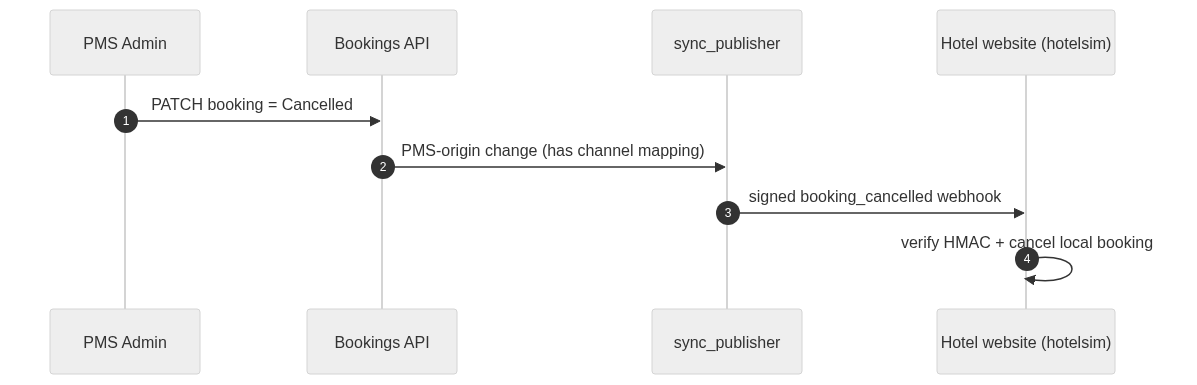 PMS Admin
Bookings API
sync_publisher
Hotel website (hotelsim)
PATCH booking = Cancelled
1
PMS-origin change (has channel mapping)
2
signed booking_cancelled webhook
3
verify HMAC + cancel local booking
4
PMS Admin
Bookings API
sync_publisher
Hotel website (hotelsim)